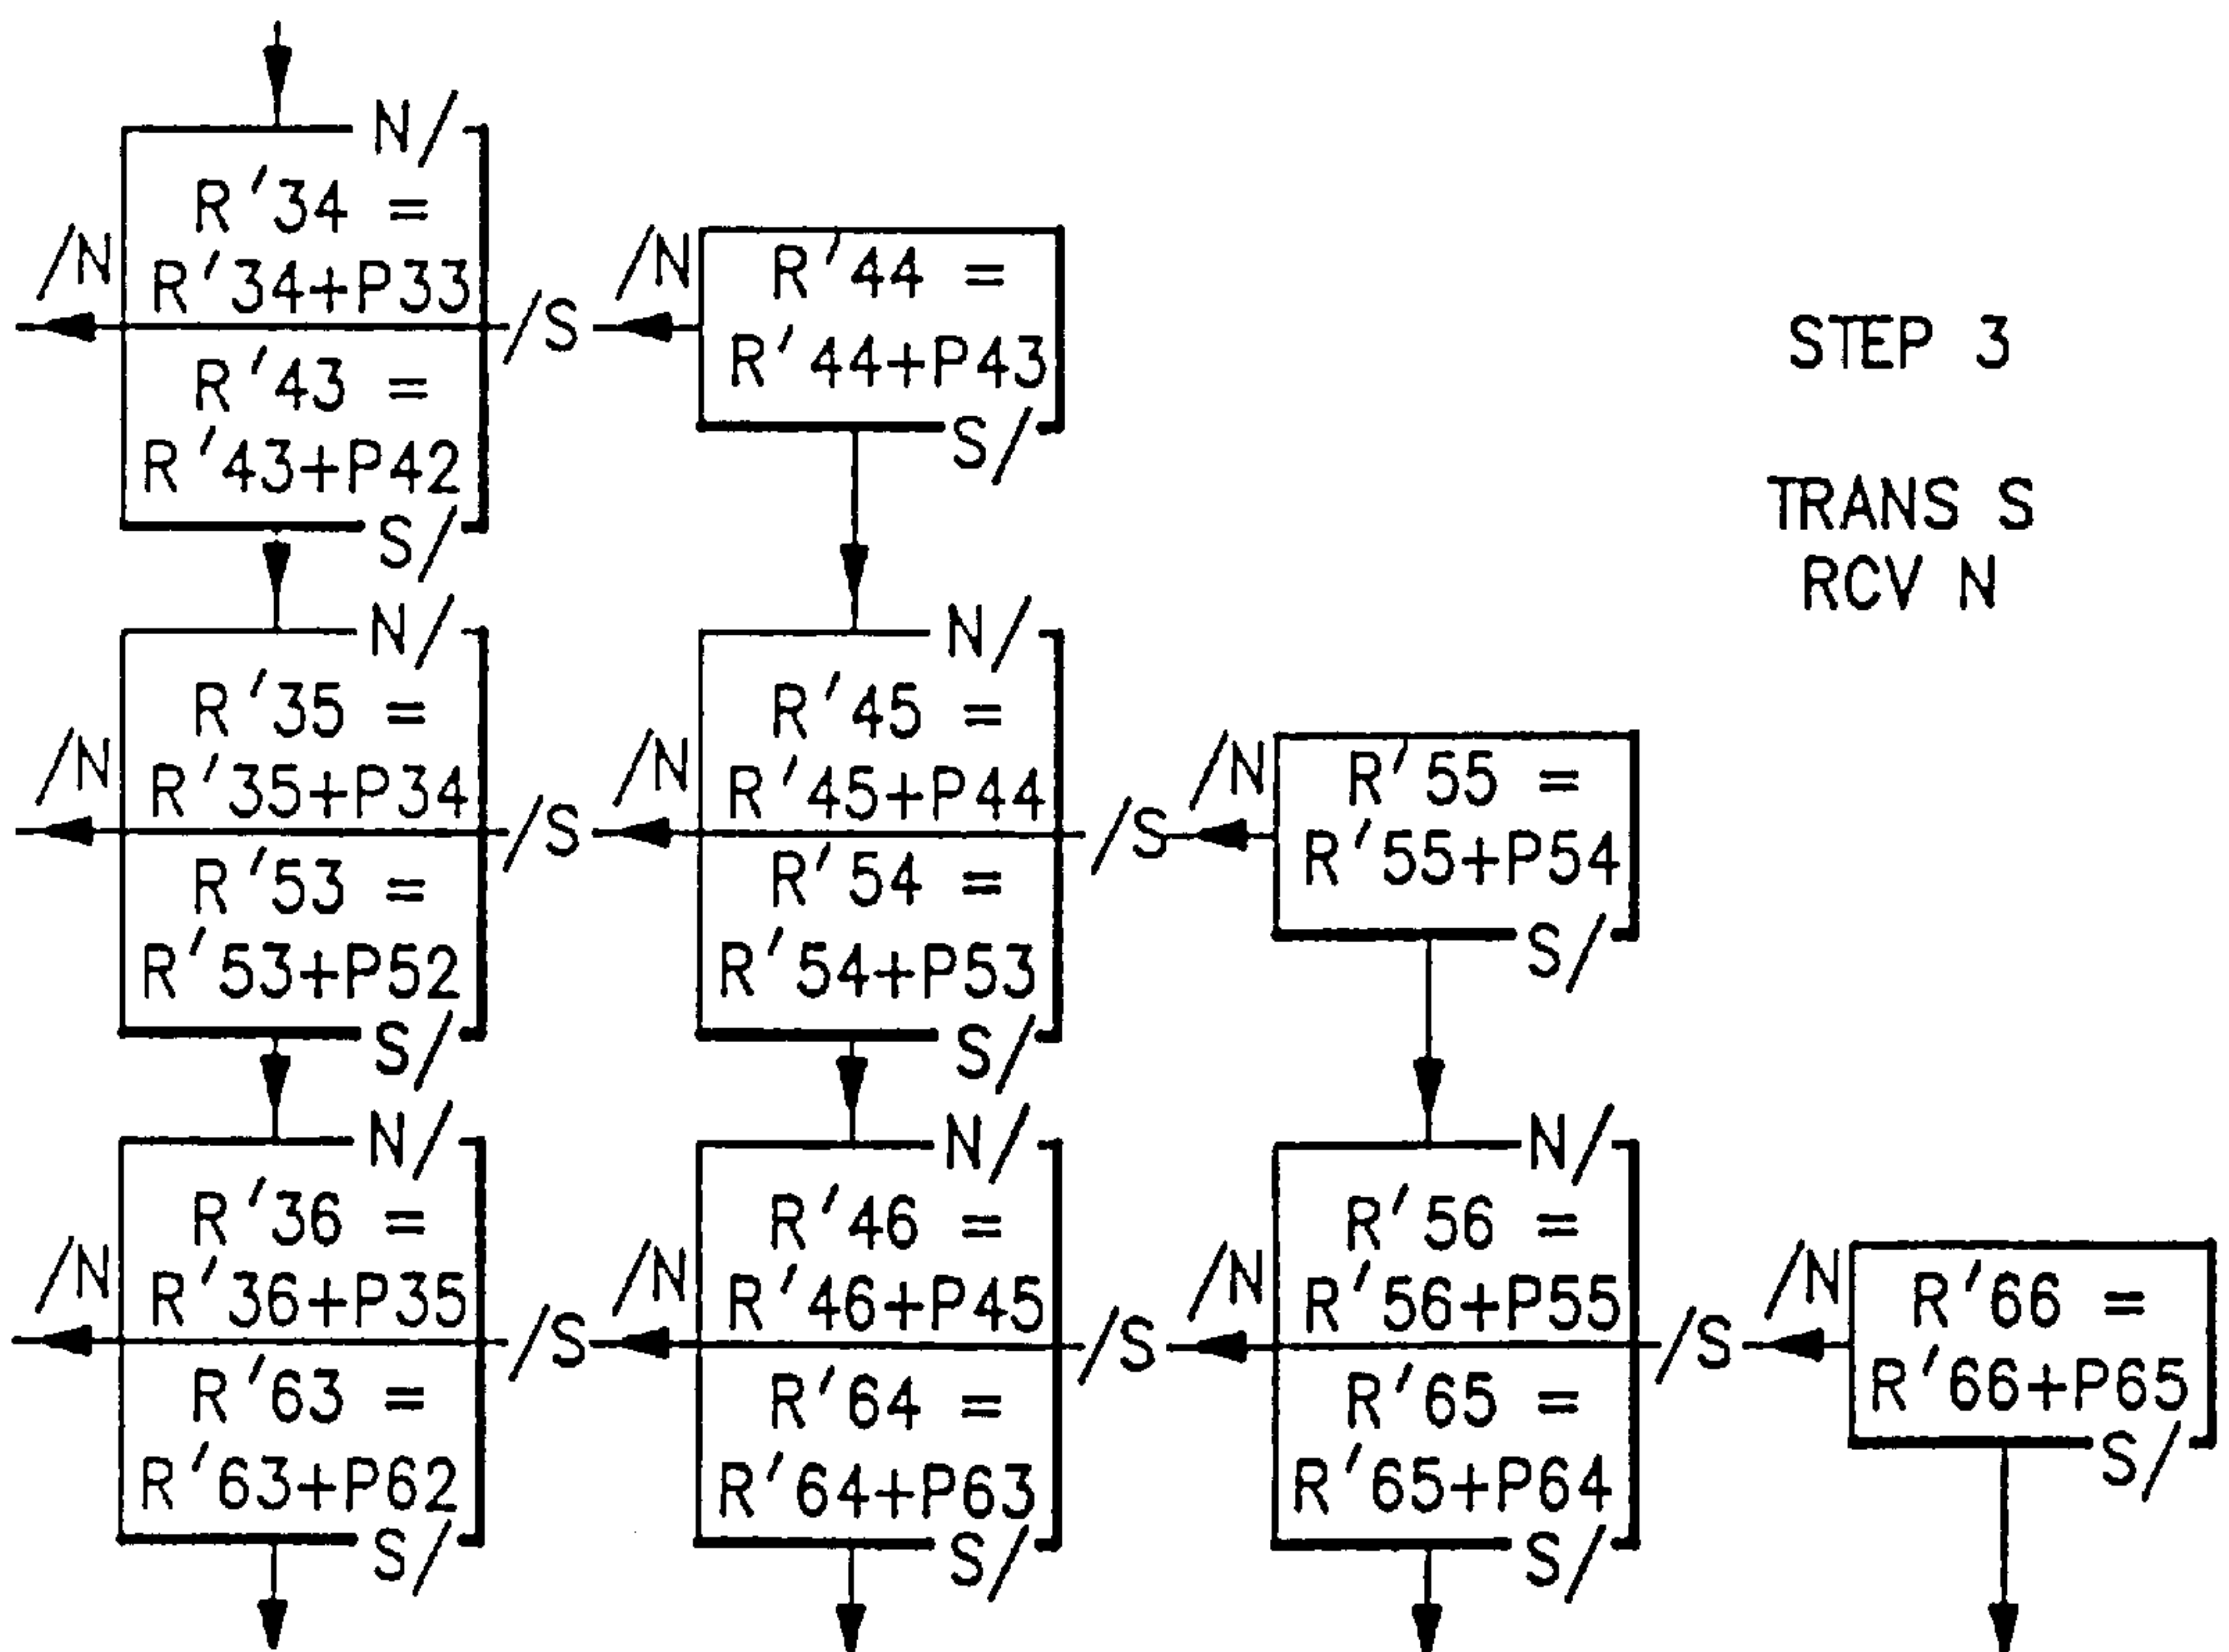 N/
R'34 =
/N
R'34+P33
/S
R'43 =
R'43+P42
S/
/N
R'44 =
R'44+P43
S/
STEP 3
TRANS S
RCV N
N/
R'35 =
/N
R'35+P34
/S
R'53 =
R'53+P52
S/
N/
R'45 =
/N
R'45+P44
/S
R'54 =
R'54+P53
S/
/N
R'55 =
R'55+P54
S/
N/
R'36 =
/N
R'36+P35
/S
R'63 =
R'63+P62
S/
N/
R'46 =
/N
R'46+P45
/S
R'64 =
R'64+P63
S/
N/
R'56 =
/N
R'56+P55
/S
R'65 =
R'65+P64
S/
/N
R'66 =
R'66+P65
S/